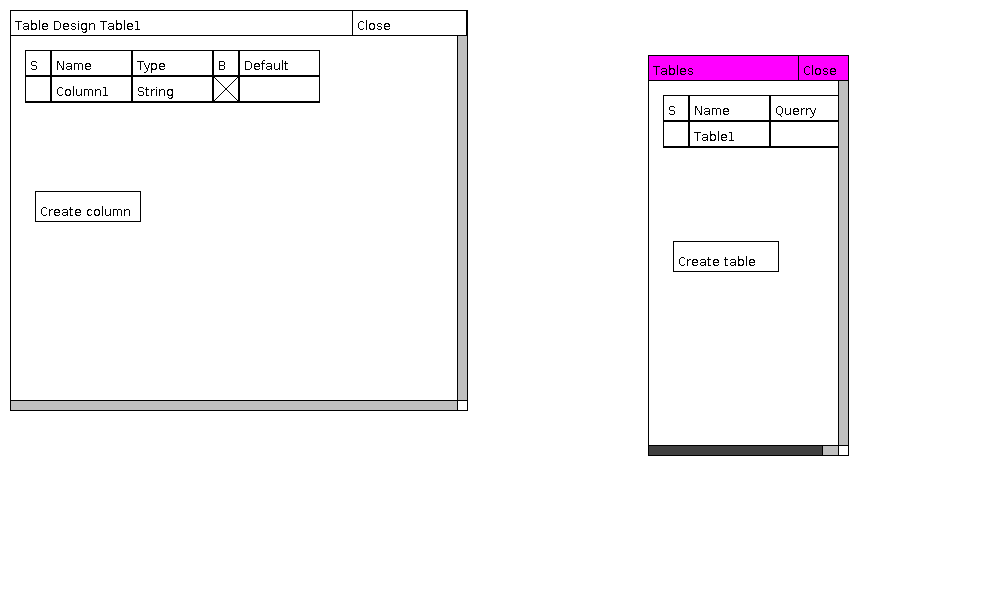 Table Design Table1 Close
S Name Type B Default
Column1 String
Create column
Tables Close
S Name Querry
Table1
Create table